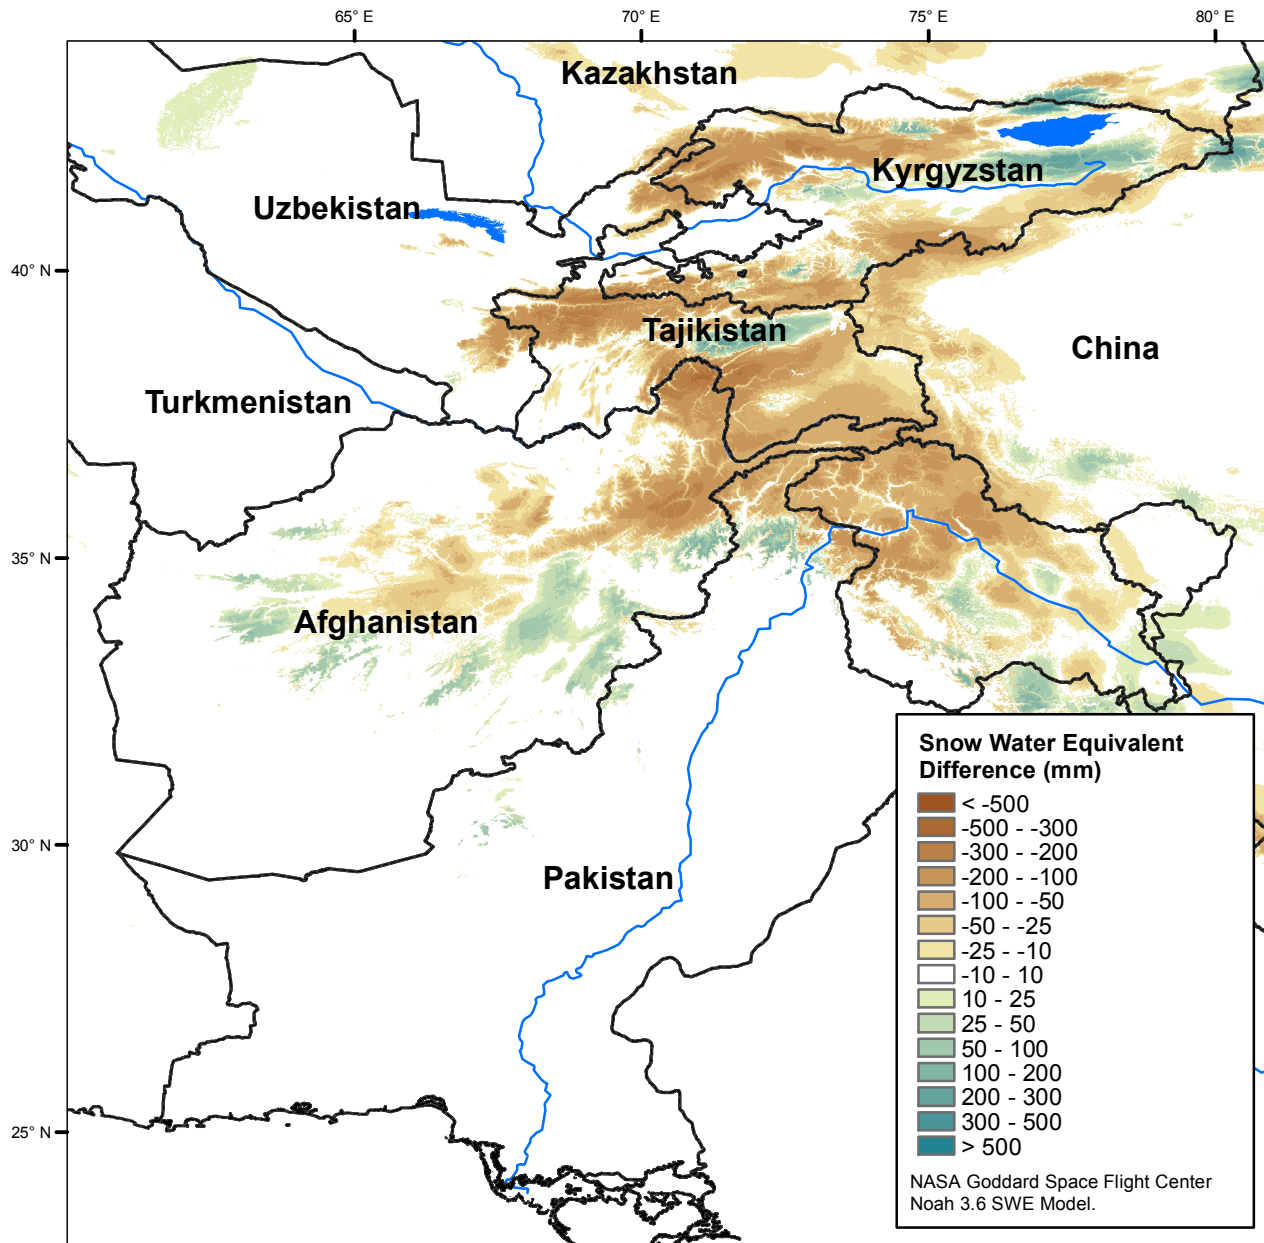 65° E
70° E
75° E
80° E
Kazakhstan
Kyrgyzstan
Uzbekistan
40° N
Tajikistan
China
Turkmenistan
35° N
Afghanistan
Snow Water Equivalent
Difference (mm)
< -500
-500 - -300
-300 - -200
-200 - -100
-100 - -50
-50 - -25
-25 - -10
-10 - 10
10 - 25
25 - 50
50 - 100
100 - 200
200 - 300
300 - 500
> 500
30° N
Pakistan
25° N
NASA Goddard Space Flight Center
Noah 3.6 SWE Model.